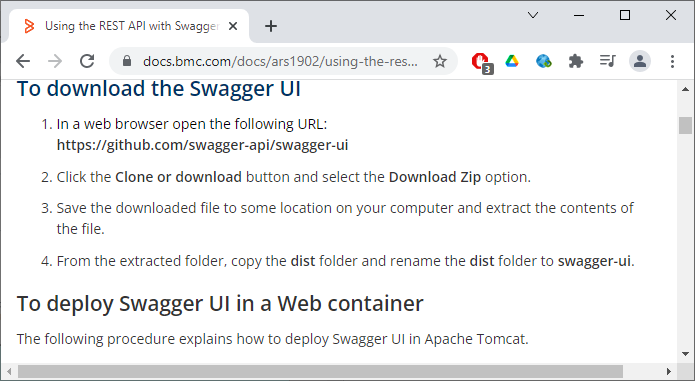 Using the REST API with Swagger
docs.bmc.com/docs/ars1902/using-the-res...
3
To download the Swagger UI
1. In a web browser open the following URL:
https://github.com/swagger-api/swagger-ui
2. Click the Clone or download button and select the Download Zip option.
3. Save the downloaded file to some location on your computer and extract the contents of
the file.
4. From the extracted folder, copy the dist folder and rename the dist folder to swagger-ui.
To deploy Swagger UI in a Web container
The following procedure explains how to deploy Swagger UI in Apache Tomcat.